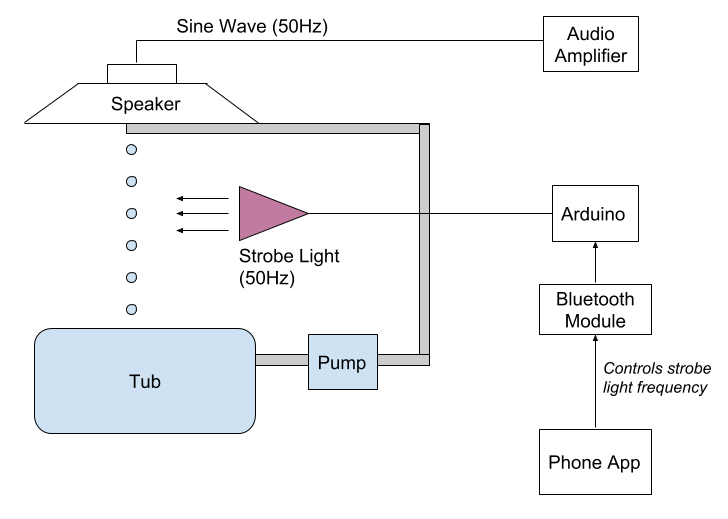 Sine Wave (50Hz)
Audio
Amplifier
Speaker
Arduino
Strobe Light
(50Hz)
Bluetooth
Module
Pump
Tub
Controls strobe
light frequency
Phone App